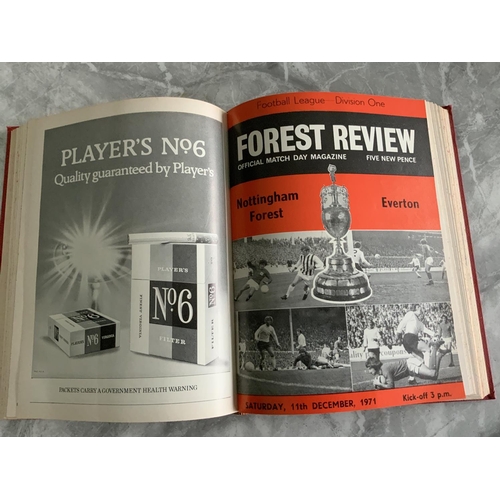 PLAYER'S No6
Quality guaranteed by Player's
PLAYER'S
No6
FILTER
No6
No6
PACKETS CARRY A GOVERNMENT HEALTH WARNING
Football League - Division One
FOREST REVIEW
OFFICIAL MATCH DAY MAGAZINE FIVE NEW PENCE
Nottingham
Forest
Everton
coupons
SATURDAY, 11th DECEMBER, 1971
Kick-off 3 p.m.